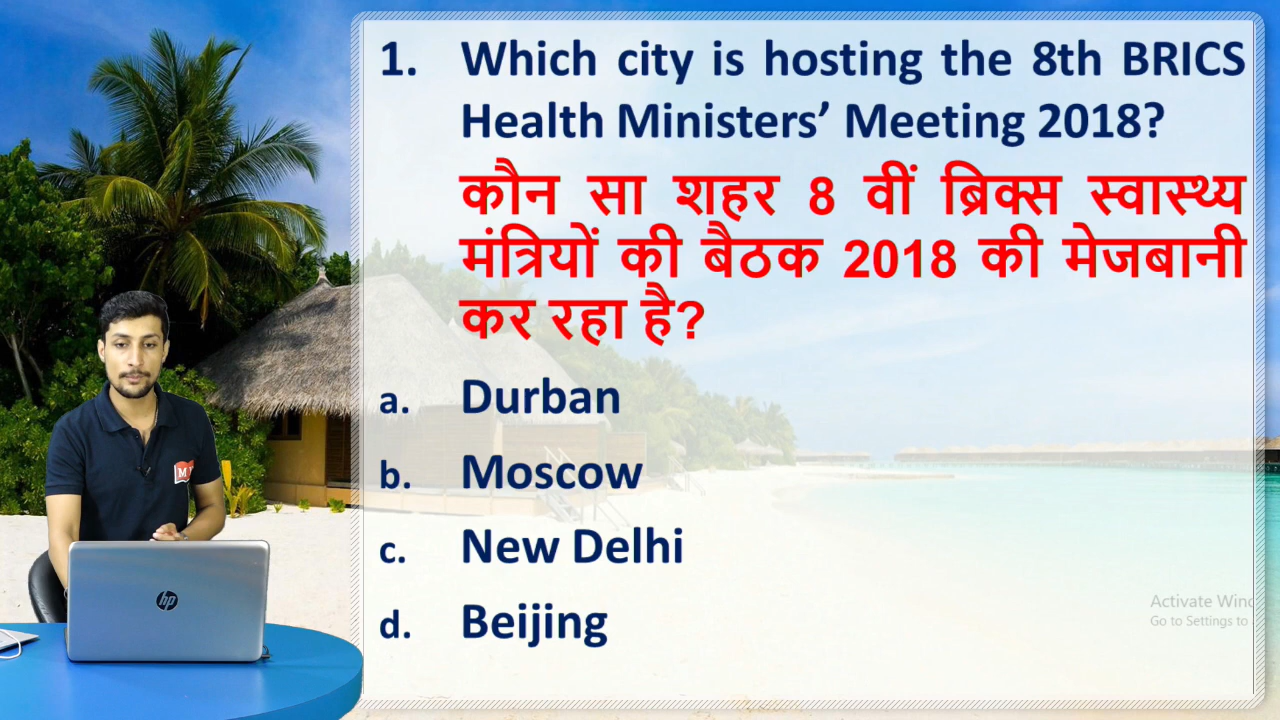 1. Which city is hosting the 8th BRICS
Health Ministers’ Meeting 2018?
कौन सा शहर 8 वीं ब्रिक्स स्वास्थ्य
मंत्रियों की बैठक 2018 की मेजबानी
कर रहा है?
a. Durban
b. Moscow
c. New Delhi
d. Beijing
M
hp
Activate Wind
Go to Settings to